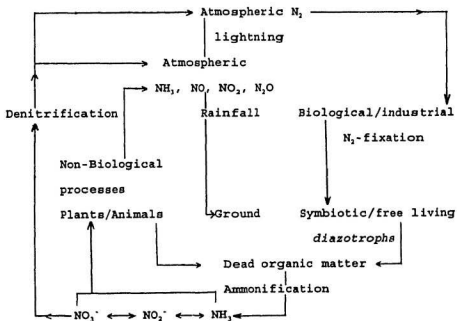 Atmospheric N₂
lightning
Atmospheric
NH₃, NO, NO₂, N₂O
Denitrification
Rainfall
Biological/industrial
N₂-fixation
Non-Biological
processes
Plants/Animals
Ground
Symbiotic/free living
diazotrophs
Dead organic matter
Ammonification
NO₃⁻
NO₂⁻
NH₃